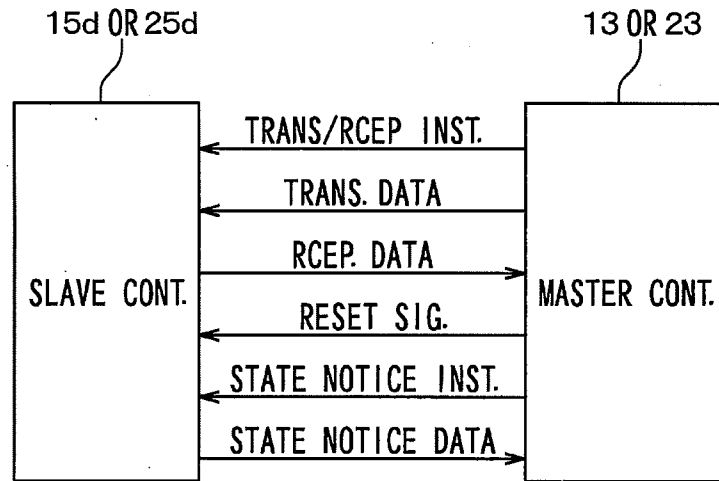 15d OR 25d
13 OR 23
TRANS/RCEP INST.
TRANS. DATA
RCEP. DATA
SLAVE CONT.
MASTER CONT.
RESET SIG.
STATE NOTICE INST.
STATE NOTICE DATA